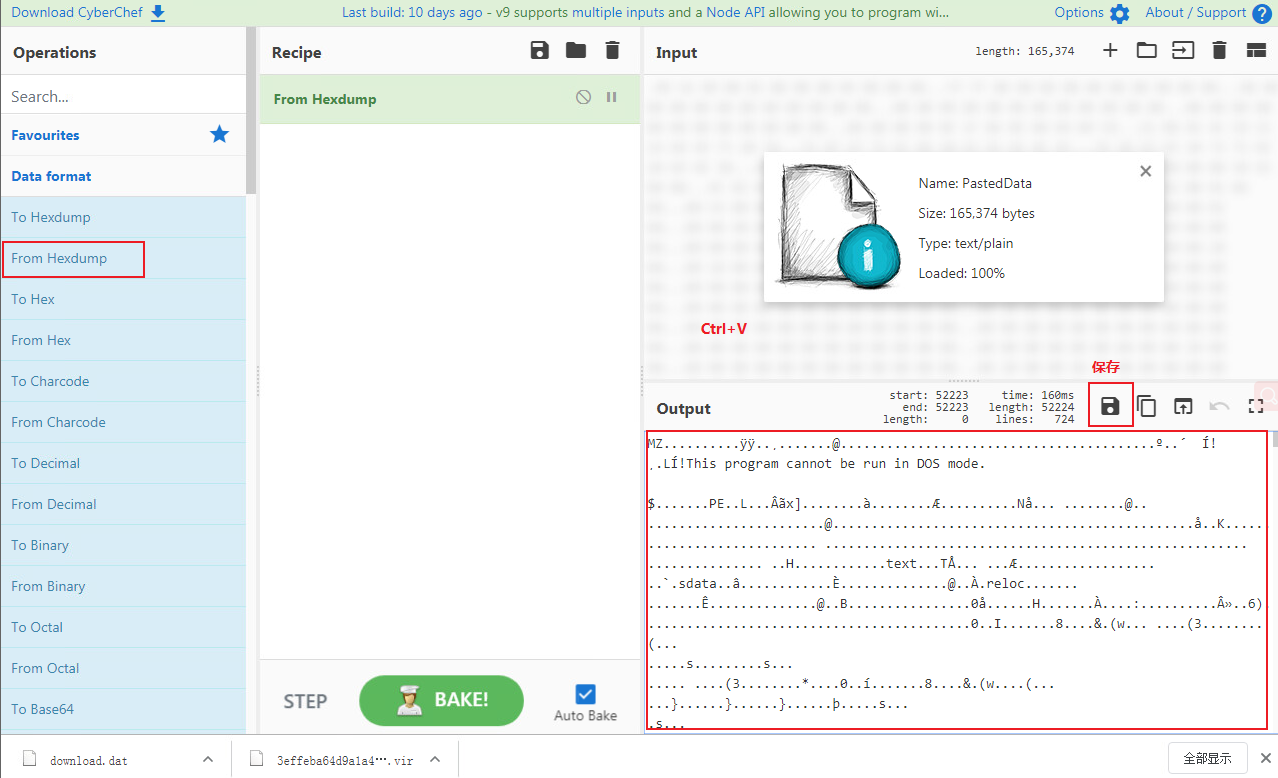 Download CyberChef
Last build: 10 days ago - v9 supports multiple inputs and a Node API allowing you to program wi...
Options
About / Support
Operations
Search...
Favourites
Data format
To Hexdump
From Hexdump
To Hex
From Hex
To Charcode
From Charcode
To Decimal
From Decimal
To Binary
From Binary
To Octal
From Octal
To Base64
Recipe
From Hexdump
STEP
BAKE!
Auto Bake
Input
length: 165,374
Name: PastedData
Size: 165,374 bytes
Type: text/plain
Loaded: 100%
Ctrl+V
保存
Output
start: 52223 time: 160ms
end: 52223 length: 52224
length: 0 lines: 724
MZ..........ÿÿ..¸.......@.......................................º..´ Í!
¸.LÍ!This program cannot be run in DOS mode.
$.......PE..L...Âãx]........à........Æ..........Nå... ........@..
.......................@................................................å..K.....
...................... ........................................................
............... ..H............text...TÅ... ...Æ..................
..`.sdata..â............È..............@..À.reloc.......
.......Ê..............@..B................0å......H.......À....:..........Â»..6)
..........................................0..I.......8....&.(w... ....(3........
(...
.....s.........s...
..... ....(3........*....0..í.......8....&.(w....(...
...}......}......}......þ.....s...
.s...
download.dat
3effeba64d9a1a4···.vir
全部显示